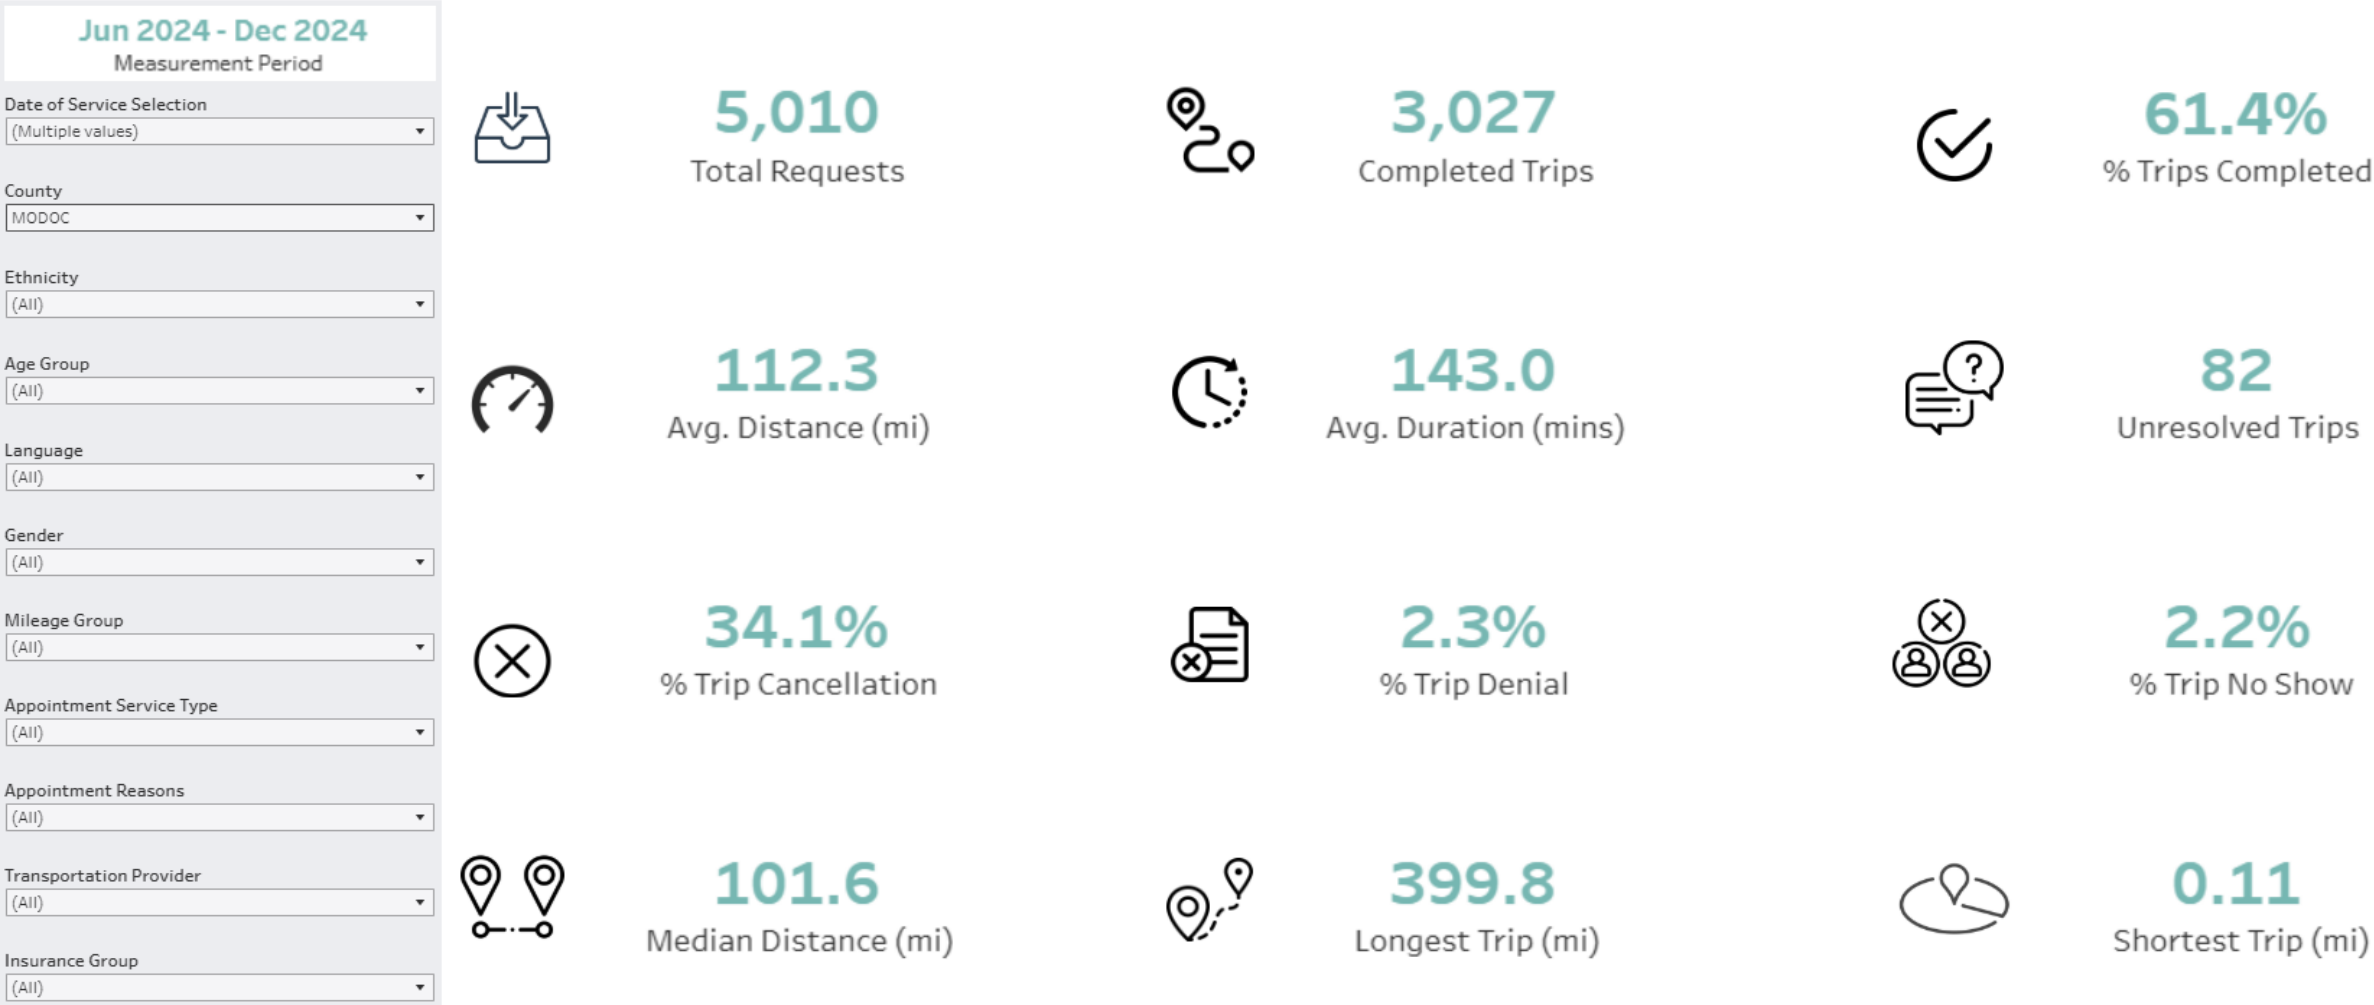 Jun 2024 - Dec 2024
Measurement Period
Date of Service Selection
(Multiple values)
County
MODOC
Ethnicity
(All)
Age Group
(All)
Language
(All)
Gender
(All)
Mileage Group
(All)
Appointment Service Type
(All)
Appointment Reasons
(All)
Transportation Provider
(All)
Insurance Group
(All)
5,010
Total Requests
3,027
Completed Trips
61.4%
% Trips Completed
112.3
Avg. Distance (mi)
143.0
Avg. Duration (mins)
?
82
Unresolved Trips
34.1%
% Trip Cancellation
2.3%
% Trip Denial
2.2%
% Trip No Show
101.6
Median Distance (mi)
399.8
Longest Trip (mi)
0.11
Shortest Trip (mi)